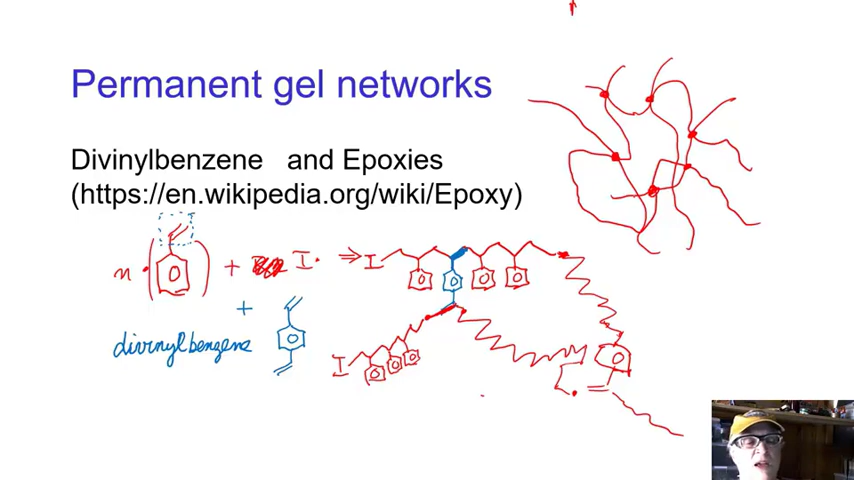 Permanent gel networks
Divinylbenzene and Epoxies
(https://en.wikipedia.org/wiki/Epoxy)
n · ( ) + I· ⇒ I
+
divinylbenzene
I